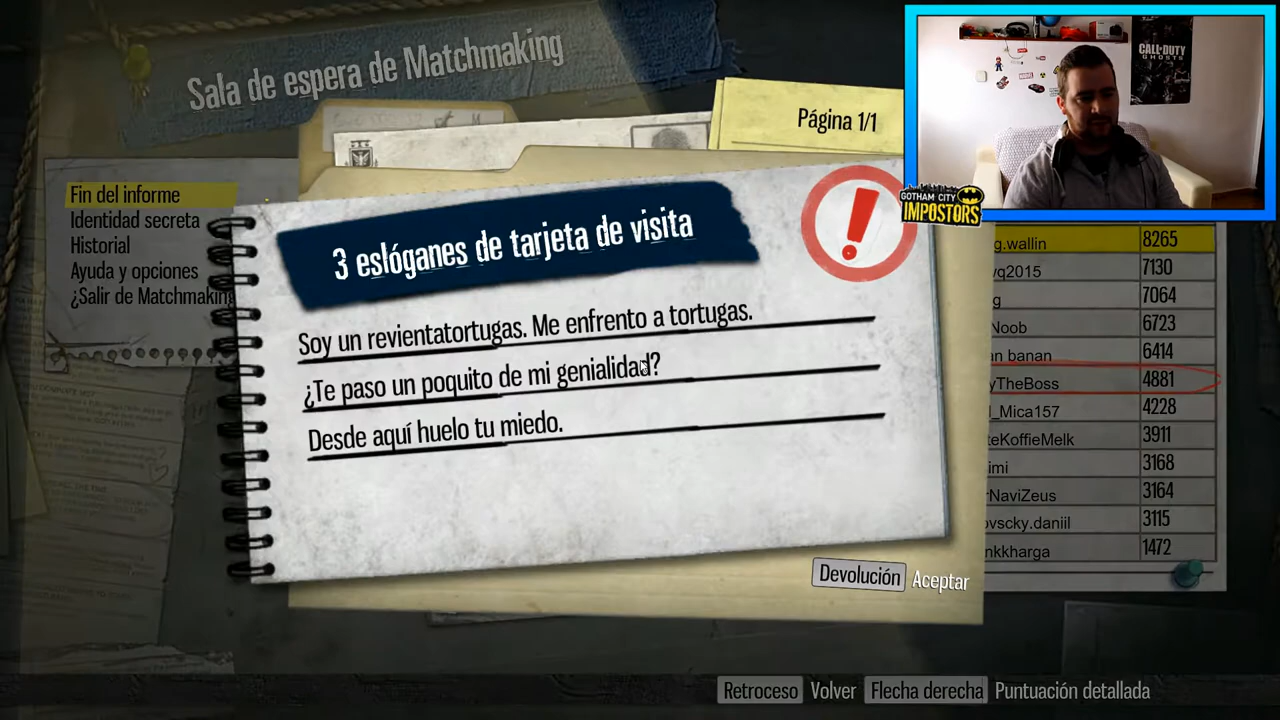 Sala de espera de Matchmaking
Página 1/1
CALL OF DUTY
GHOSTS
MARVEL
GOTHAM CITY
IMPOSTORS
Fin del informe
Identidad secreta
Historial
Ayuda y opciones
¿Salir de Matchmaking
3 eslóganes de tarjeta de visita
Soy un revientatortugas. Me enfrento a tortugas.
¿Te paso un poquito de mi genialidad?
Desde aquí huelo tu miedo.
g.wallin 8265
vq2015 7130
g 7064
Noob 6723
an banan 6414
yTheBoss 4881
l_Mica157 4228
teKoffieMelk 3911
imi 3168
rNaviZeus 3164
ovscky.daniil 3115
nkkharga 1472
Devolución Aceptar
Retroceso Volver Flecha derecha Puntuación detallada